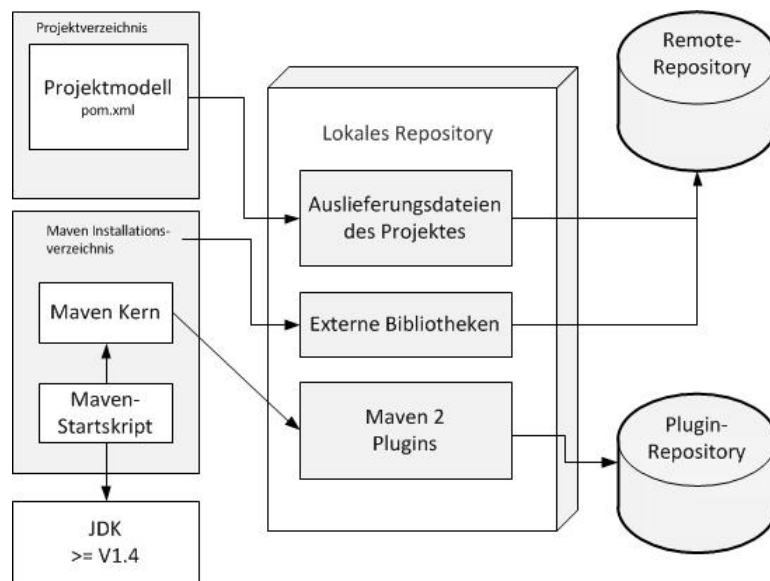 Projektverzeichnis
Projektmodell
pom.xml
Maven Installations-
verzeichnis
Maven Kern
Maven-
Startskript
JDK
>= V1.4
Lokales Repository
Auslieferungsdateien
des Projektes
Externe Bibliotheken
Maven 2
Plugins
Remote-
Repository
Plugin-
Repository